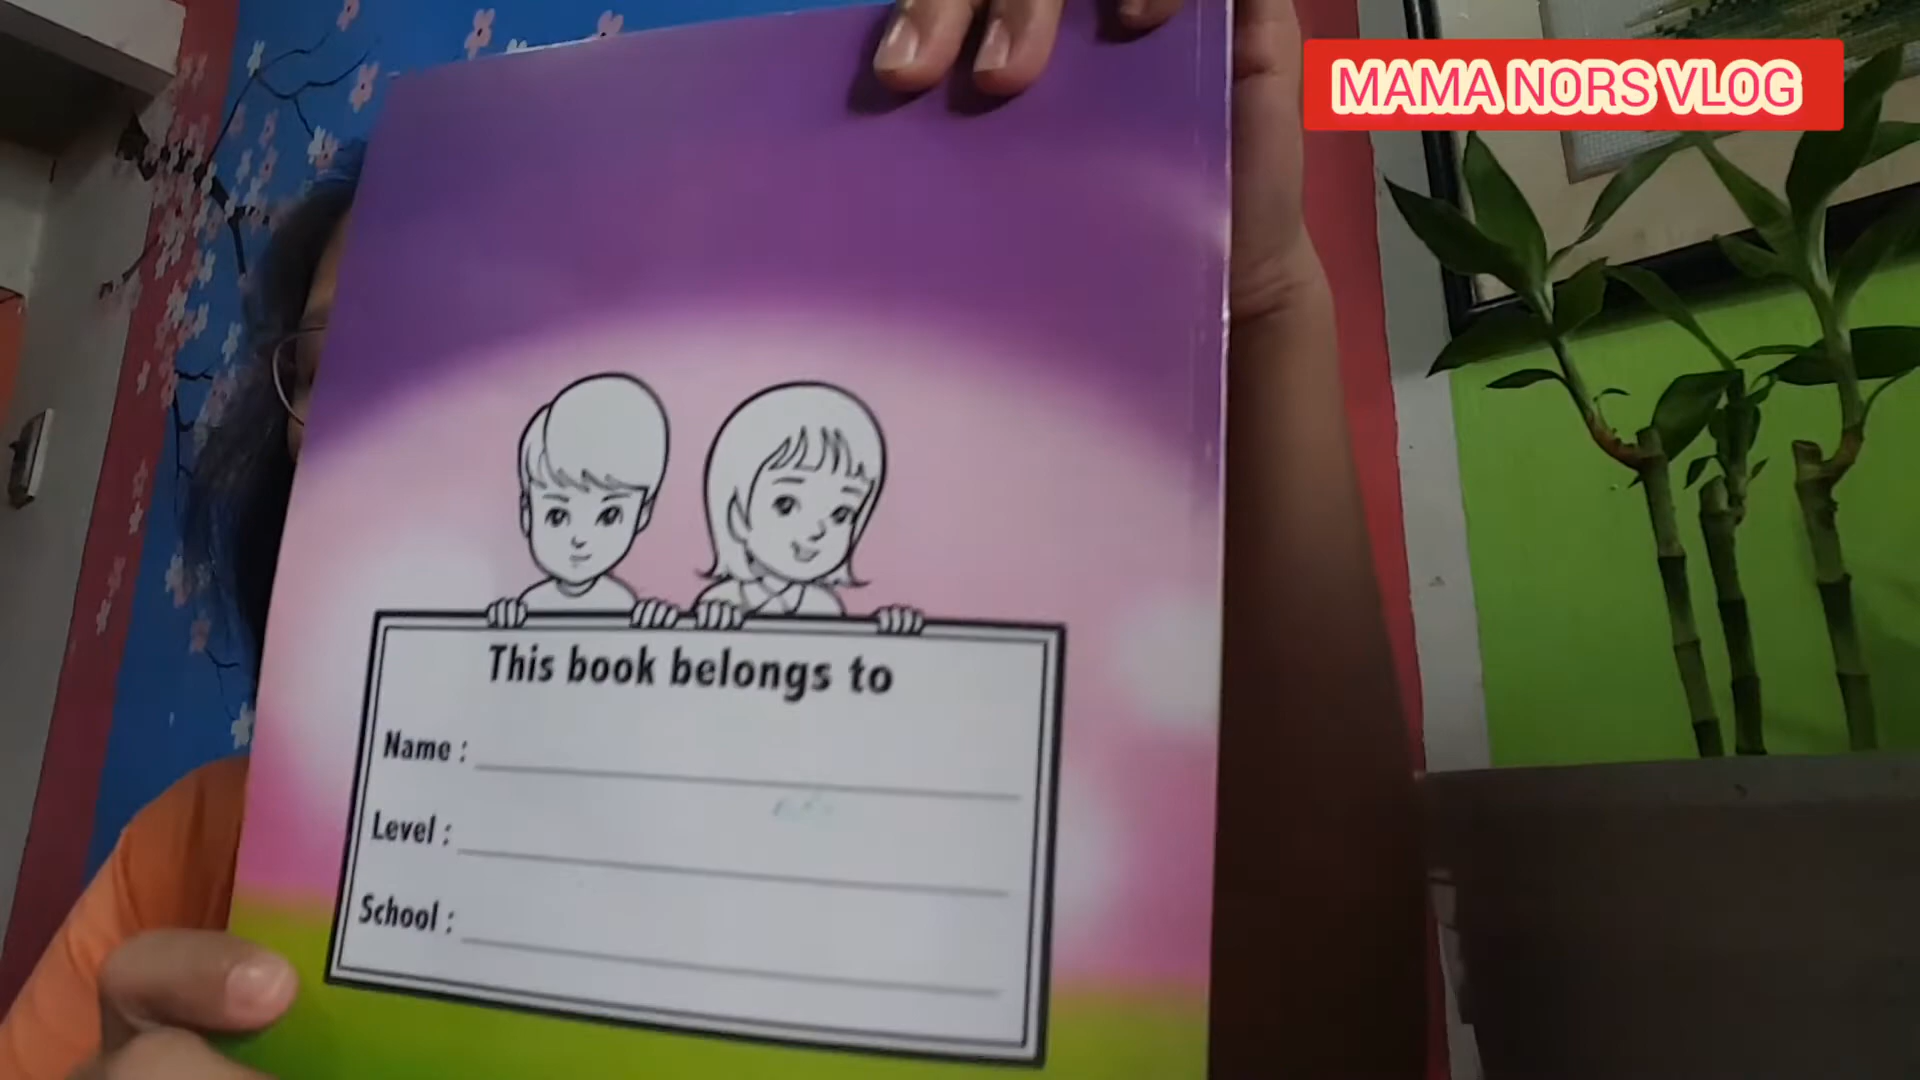 MAMA NORS VLOG
This book belongs to
Name :
Level :
School :